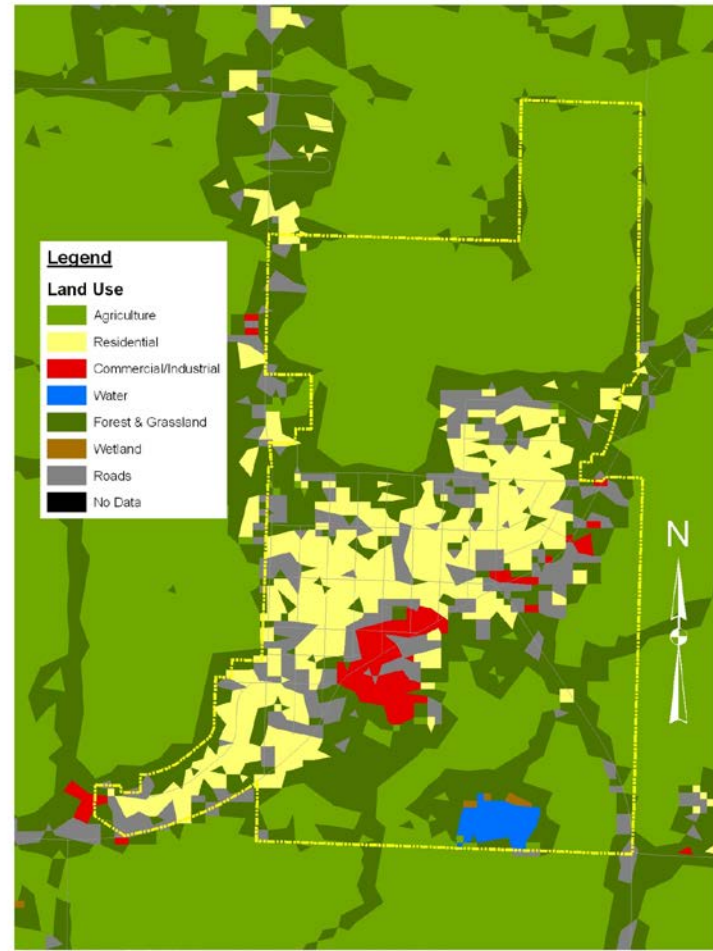 Legend
Land Use
Agriculture
Residential
Commercial/Industrial
Water
Forest & Grassland
Wetland
Roads
No Data
N